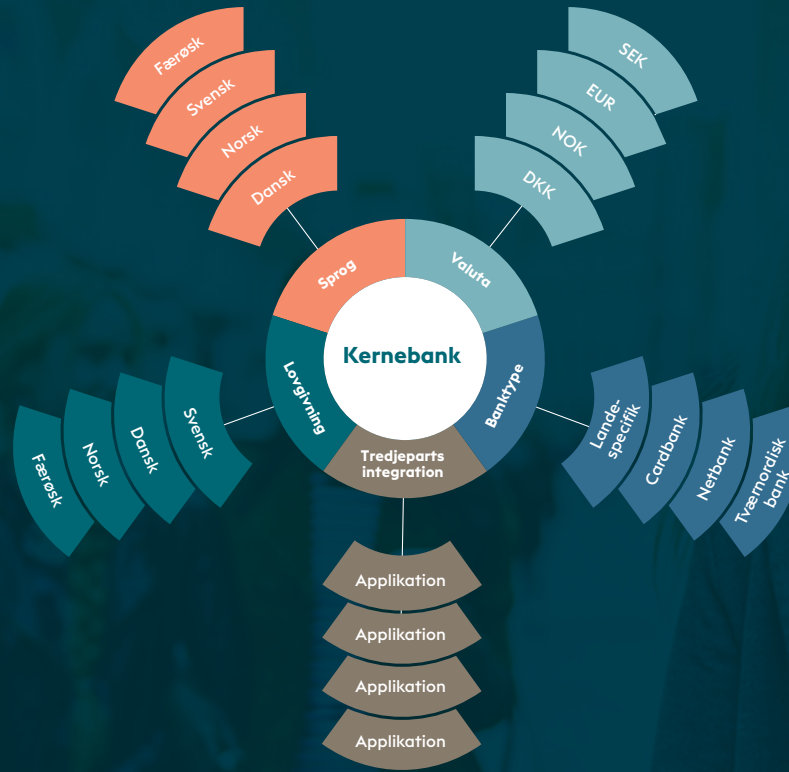 Færøsk
Svensk
Norsk
Dansk
SEK
EUR
NOK
DKK
Sprog
Valuta
Kernebank
Lovgivning
Banktype
Tredjeparts
integration
Svensk
Dansk
Norsk
Færøsk
Lande-
specifik
Cardbank
Netbank
Tværnordisk
bank
Applikation
Applikation
Applikation
Applikation